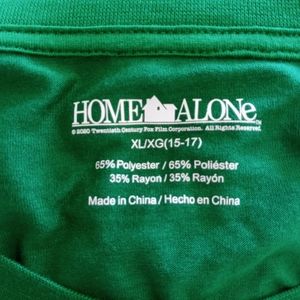 HOME ALONe™
© 2020 Twentieth Century Fox Film Corporation. All Rights Reserved.
XL/XG(15-17)
65% Polyester / 65% Poliéster
35% Rayon / 35% Rayón
Made in China / Hecho en China